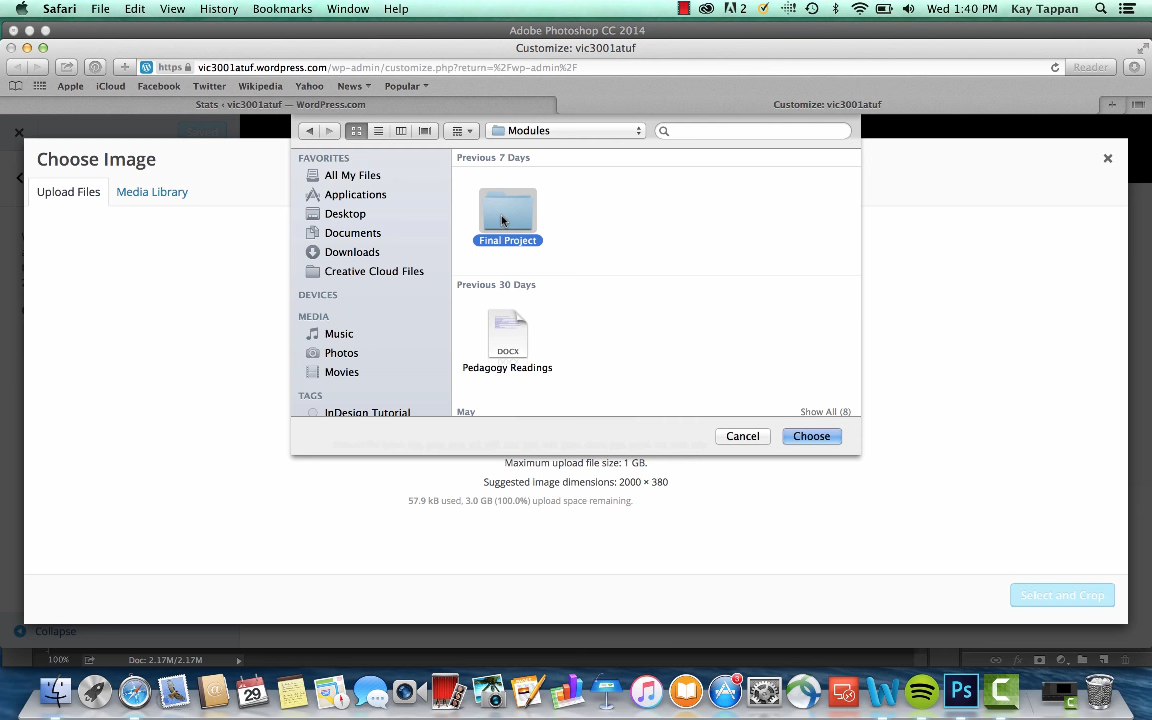 Safari File Edit View History Bookmarks Window Help 2 Wed 1:40 PM Kay Tappan
Adobe Photoshop CC 2014
Customize: vic3001atuf
https vic3001atuf.wordpress.com/wp-admin/customize.php?return=%2Fwp-admin%2F Reader
Apple iCloud Facebook Twitter Wikipedia Yahoo News Popular
Stats ‹ vic3001atuf — WordPress.com Customize: vic3001atuf
Modules
Choose Image
Upload Files Media Library
FAVORITES
All My Files
Applications
Desktop
Documents
Downloads
Creative Cloud Files
DEVICES
MEDIA
Music
Photos
Movies
TAGS
InDesign Tutorial
Previous 7 Days
Final Project
Previous 30 Days
DOCX
Pedagogy Readings
May Show All (8)
Cancel Choose
Maximum upload file size: 1 GB.
Suggested image dimensions: 2000 × 380
57.9 kB used, 3.0 GB (100.0%) upload space remaining.
Select and Crop
Collapse
100% Doc: 2.17M/2.17M
29
3
W
Ps
C